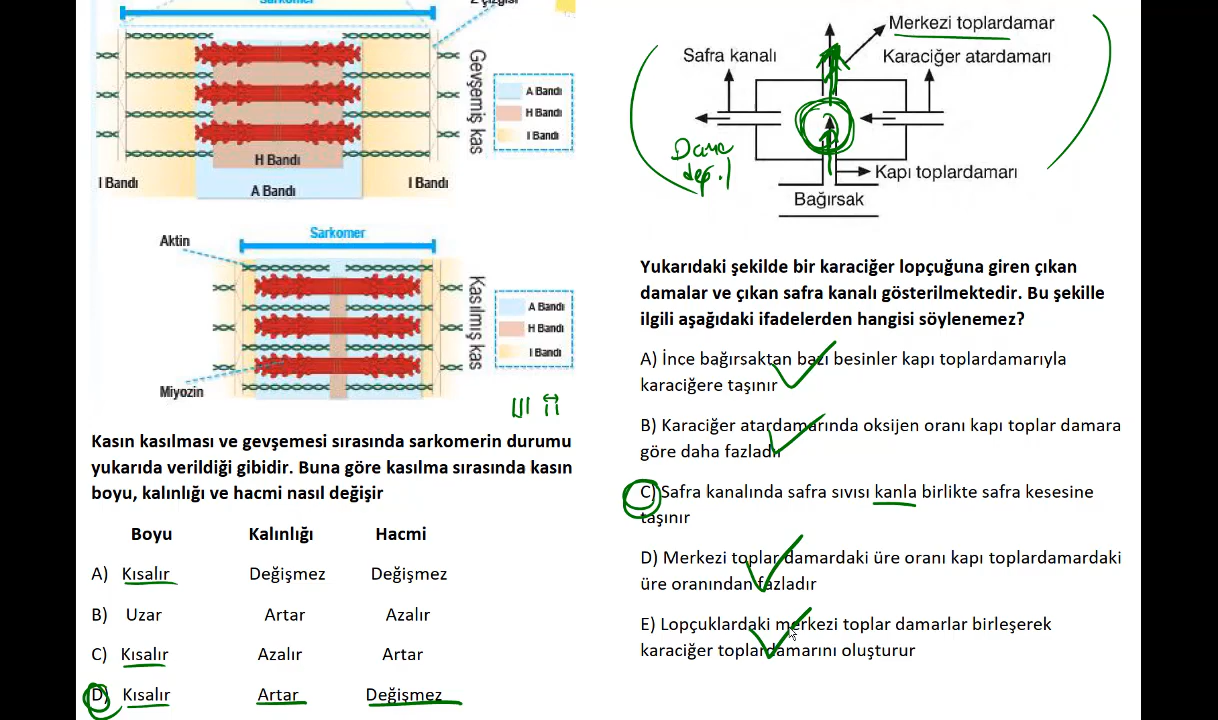 Sarkomer
Z çizgisi
Gevşemiş kas
A Bandı
H Bandı
I Bandı
H Bandı
I Bandı
I Bandı
A Bandı
Aktin
Sarkomer
Kasılmış kas
A Bandı
H Bandı
I Bandı
Miyozin
Kasın kasılması ve gevşemesi sırasında sarkomerin durumu
yukarıda verildiği gibidir. Buna göre kasılma sırasında kasın
boyu, kalınlığı ve hacmi nasıl değişir
Boyu Kalınlığı Hacmi
A) Kısalır Değişmez Değişmez
B) Uzar Artar Azalır
C) Kısalır Azalır Artar
D) Kısalır Artar Değişmez
Merkezi toplardamar
Safra kanalı
Karaciğer atardamarı
Kapı toplardamarı
Bağırsak
Yukarıdaki şekilde bir karaciğer lopçuğuna giren çıkan
damalar ve çıkan safra kanalı gösterilmektedir. Bu şekille
ilgili aşağıdaki ifadelerden hangisi söylenemez?
A) İnce bağırsaktan bazı besinler kapı toplardamarıyla
karaciğere taşınır
B) Karaciğer atardamarında oksijen oranı kapı toplar damara
göre daha fazladır
C) Safra kanalında safra sıvısı kanla birlikte safra kesesine
taşınır
D) Merkezi toplar damardaki üre oranı kapı toplardamardaki
üre oranından fazladır
E) Lopçuklardaki merkezi toplar damarlar birleşerek
karaciğer toplardamarını oluşturur